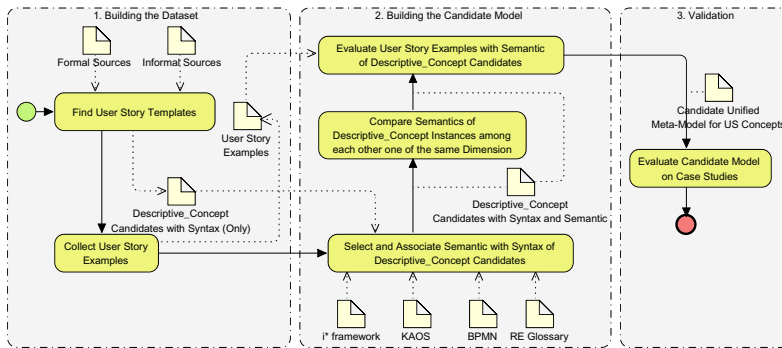 1. Building the Dataset
Formal Sources
Informal Sources
Find User Story Templates
User Story
Examples
Descriptive_Concept
Candidates with Syntax (Only)
Collect User Story
Examples
2. Building the Candidate Model
Evaluate User Story Examples with Semantic
of Descriptive_Concept Candidates
Compare Semantics of
Descriptive_Concept Instances among
each other one of the same Dimension
Descriptive_Concept
Candidates with Syntax and Semantic
Select and Associate Semantic with Syntax of
Descriptive_Concept Candidates
i* framework
KAOS
BPMN
RE Glossary
3. Validation
Candidate Unified
Meta-Model for US Concepts
Evaluate Candidate Model
on Case Studies